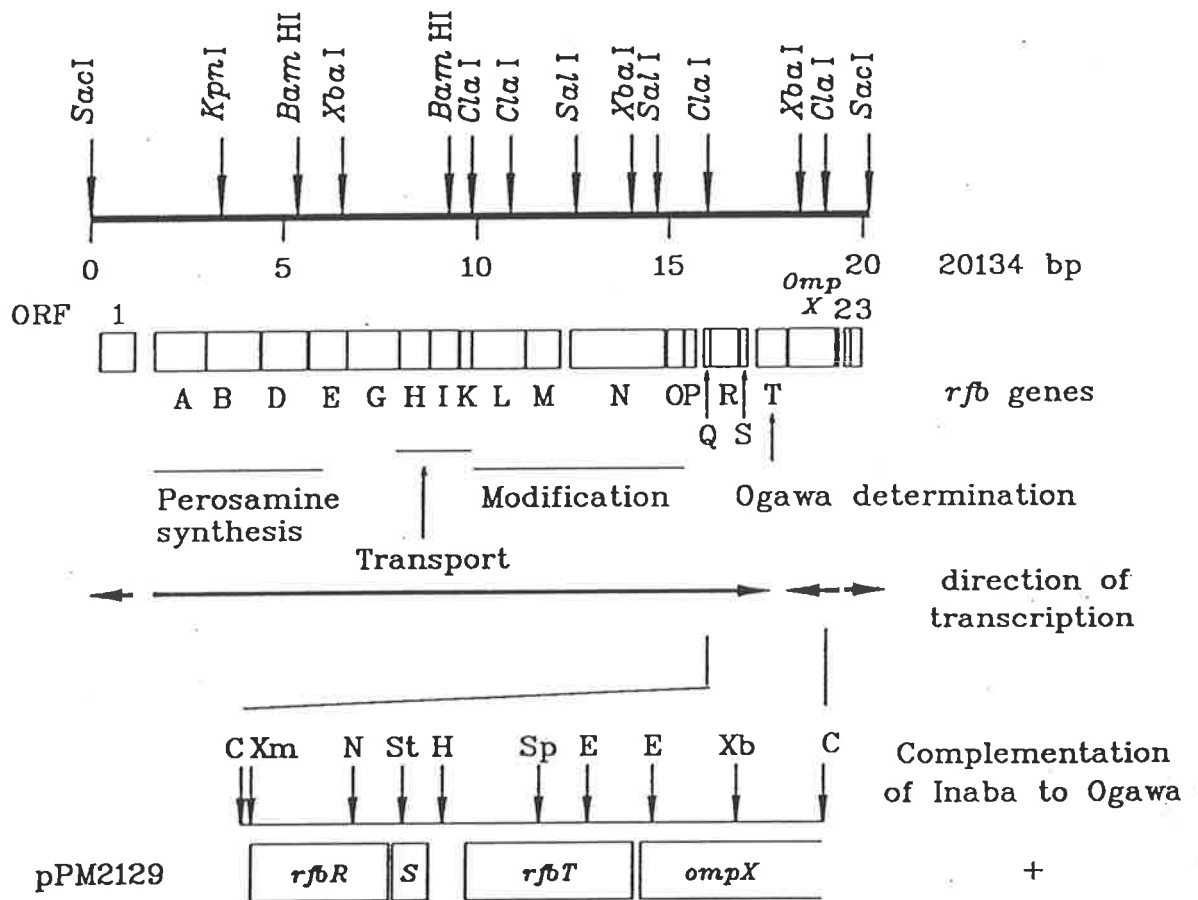 SacI KpnI BamHI XbaI BamHI ClaI ClaI SalI XbaI SalI ClaI XbaI ClaI SacI
0 5 10 15 20 20134 bp
Omp
X
ORF 1 23
A B D E G H I K L M N O P R T rfb genes
Q S
Perosamine
synthesis
Modification
Ogawa determination
Transport
direction of
transcription
C Xm N St H Sp E E Xb C
Complementation
of Inaba to Ogawa
pPM2129 rfbR S rfbT ompX +